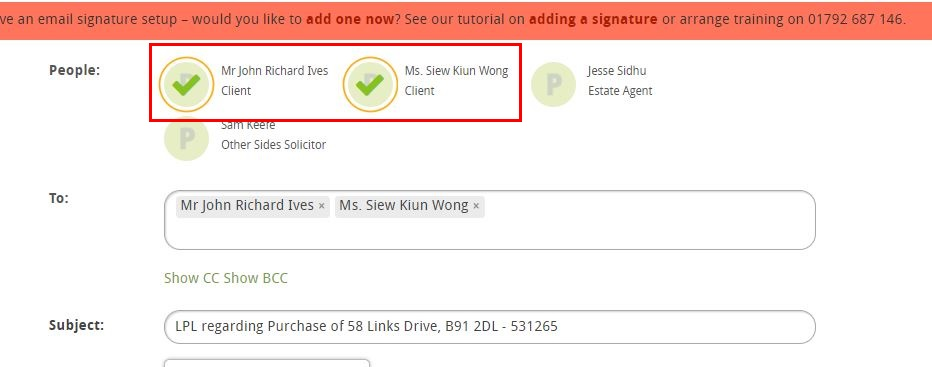 ve an email signature setup – would you like to add one now? See our tutorial on adding a signature or arrange training on 01792 687 146.
People:
Mr John Richard Ives
Client
Ms. Siew Kiun Wong
Client
P
Jesse Sidhu
Estate Agent
P
Sam Keefe
Other Sides Solicitor
To:
Mr John Richard Ives × Ms. Siew Kiun Wong ×
Show CC Show BCC
Subject:
LPL regarding Purchase of 58 Links Drive, B91 2DL - 531265